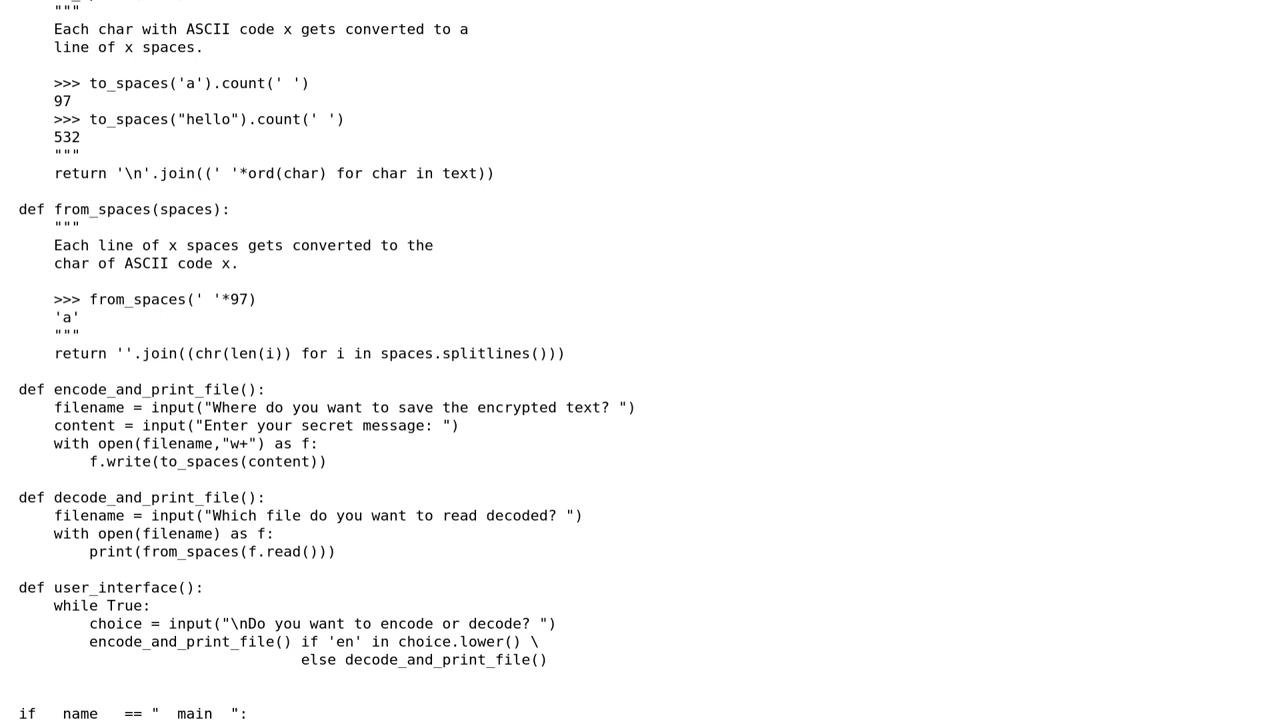 """
    Each char with ASCII code x gets converted to a
    line of x spaces.

    >>> to_spaces('a').count(' ')
    97
    >>> to_spaces("hello").count(' ')
    532
    """
    return '\n'.join((' '*ord(char) for char in text))

def from_spaces(spaces):
    """
    Each line of x spaces gets converted to the
    char of ASCII code x.

    >>> from_spaces(' '*97)
    'a'
    """
    return ''.join((chr(len(i)) for i in spaces.splitlines()))

def encode_and_print_file():
    filename = input("Where do you want to save the encrypted text? ")
    content = input("Enter your secret message: ")
    with open(filename,"w+") as f:
        f.write(to_spaces(content))

def decode_and_print_file():
    filename = input("Which file do you want to read decoded? ")
    with open(filename) as f:
        print(from_spaces(f.read()))

def user_interface():
    while True:
        choice = input("\nDo you want to encode or decode? ")
        encode_and_print_file() if 'en' in choice.lower() \
                                else decode_and_print_file()


if __name__ == "__main__":